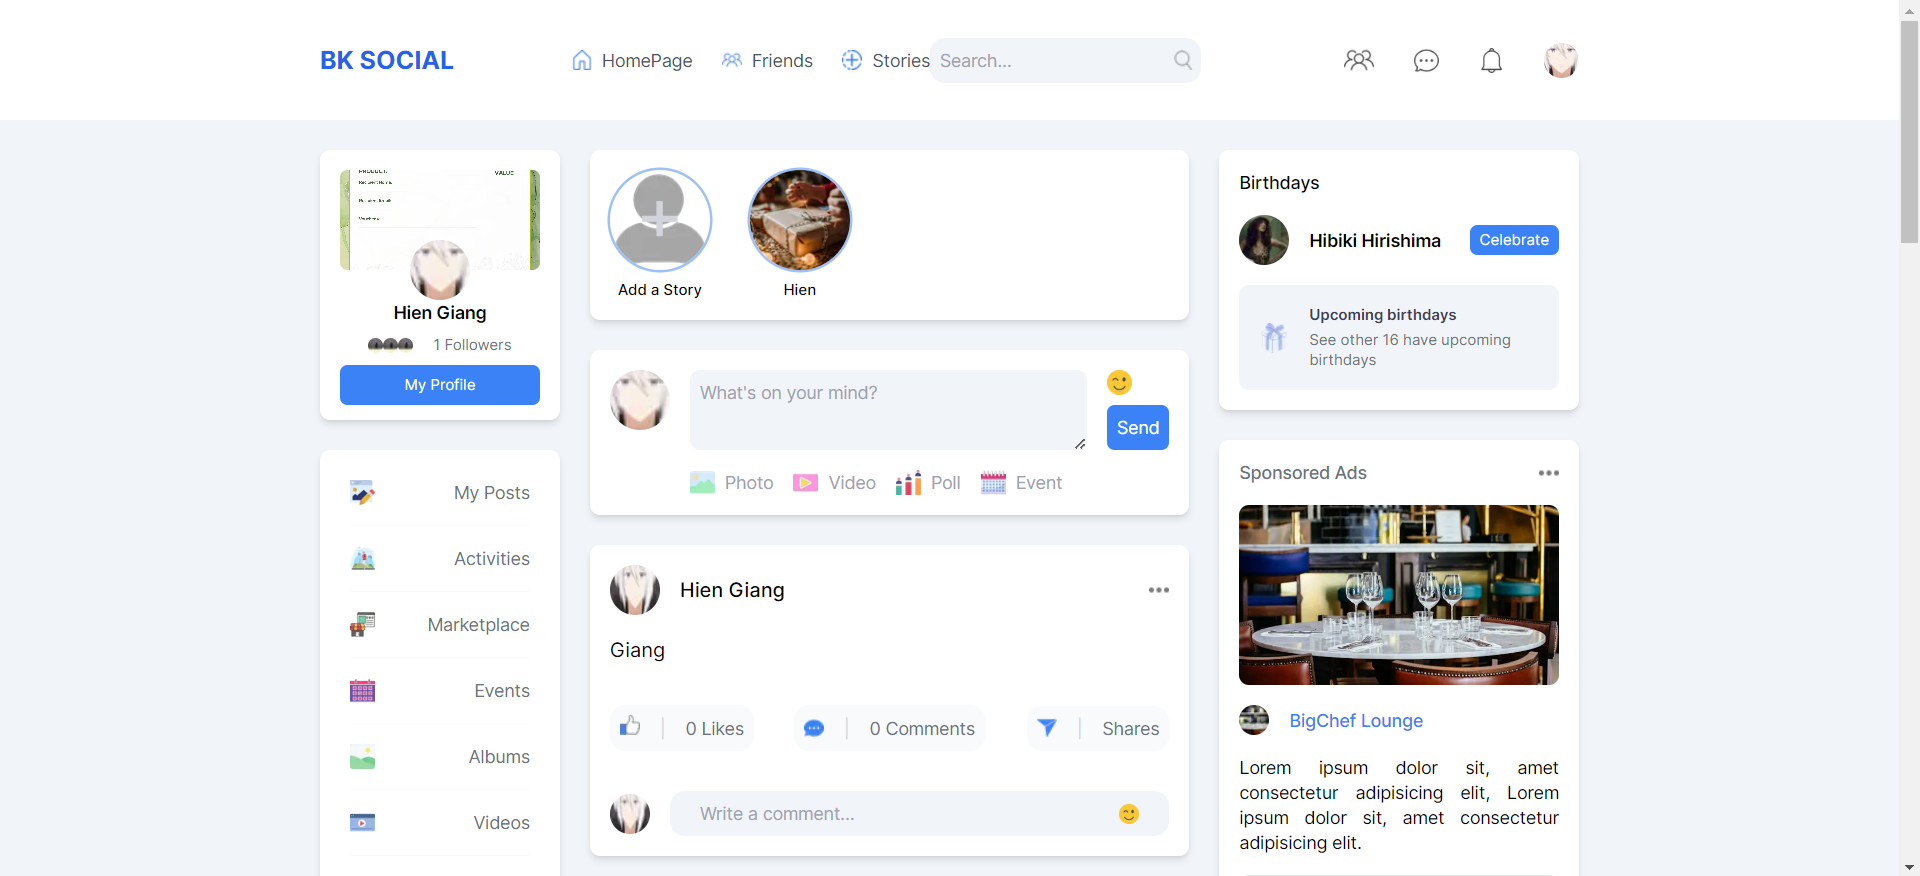 BK SOCIAL
HomePage
Friends
Stories
Search...
PRODUCT:
VALUE
Hien Giang
1 Followers
My Profile
My Posts
Activities
Marketplace
Events
Albums
Videos
Add a Story
Hien
What's on your mind?
Send
Photo
Video
Poll
Event
Hien Giang
Giang
0 Likes
0 Comments
Shares
Write a comment...
Birthdays
Hibiki Hirishima
Celebrate
Upcoming birthdays
See other 16 have upcoming
birthdays
Sponsored Ads
BigChef Lounge
Lorem ipsum dolor sit, amet
consectetur adipisicing elit, Lorem
ipsum dolor sit, amet consectetur
adipisicing elit.